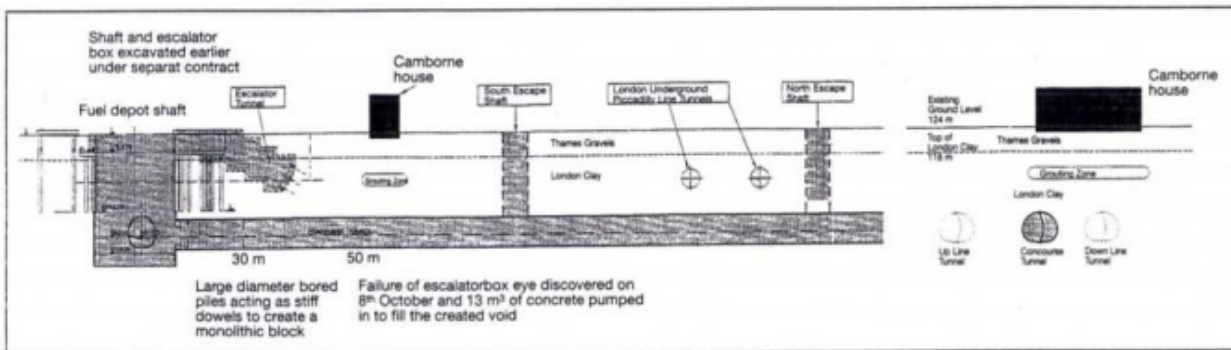 Shaft and escalator
box excavated earlier
under separat contract
Fuel depot shaft
Escalator
Tunnel
Camborne
house
South Escape
Shaft
London Underground
Piccadilly Line Tunnels
North Escape
Shaft
Thames Gravels
London Clay
Grouting Zone
30 m
50 m
Large diameter bored
piles acting as stiff
dowels to create a
monolithic block
Failure of escalatorbox eye discovered on
8th October and 13 m³ of concrete pumped
in to fill the created void
Camborne
house
Existing
Ground Level
124 m
Top of
London Clay
Thames Gravels
Grouting Zone
London Clay
Up Line
Tunnel
Concourse
Tunnel
Down Line
Tunnel